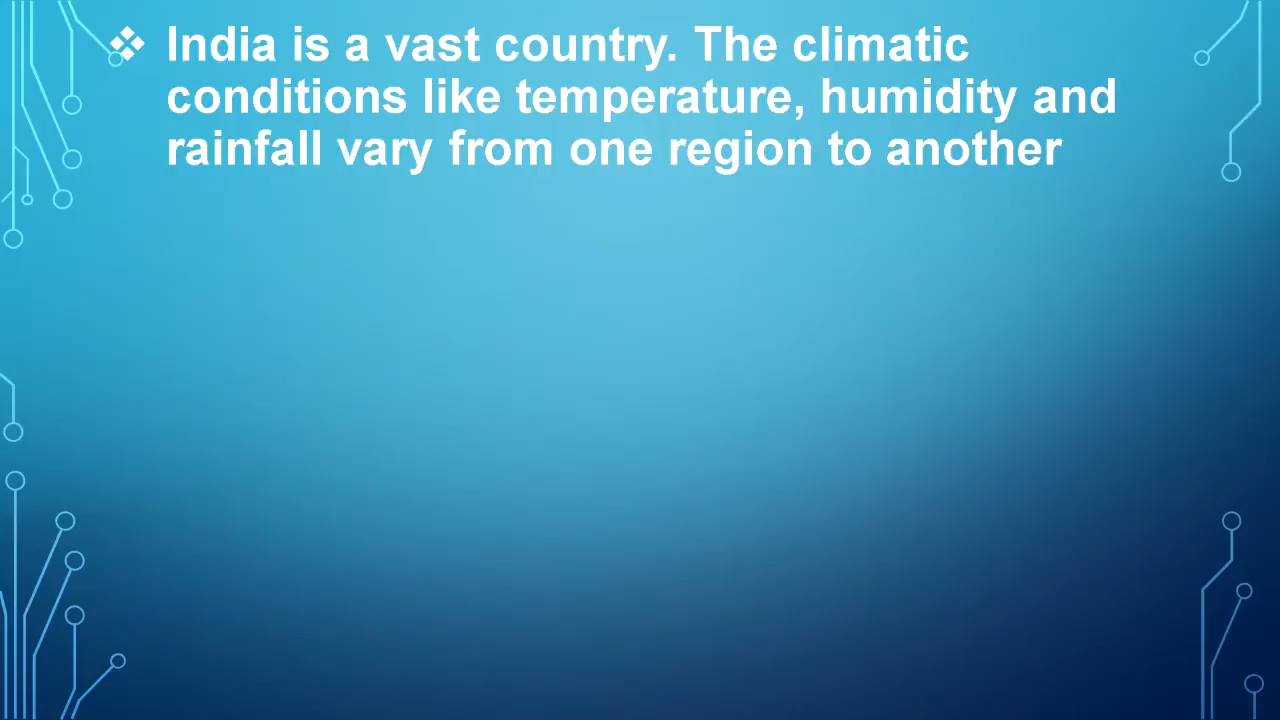 ❖ India is a vast country. The climatic
conditions like temperature, humidity and
rainfall vary from one region to another